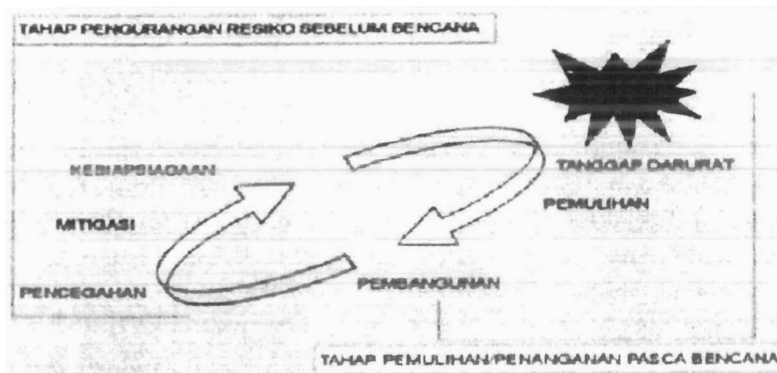 TAHAP PENGURANGAN RESIKO SEBELUM BENCANA
KESIAPSIAGAAN
TANGGAP DARURAT
MITIGASI
PEMULIHAN
PENCEGAHAN
PEMBANGUNAN
TAHAP PEMULIHAN/PENANGANAN PASCA BENCANA